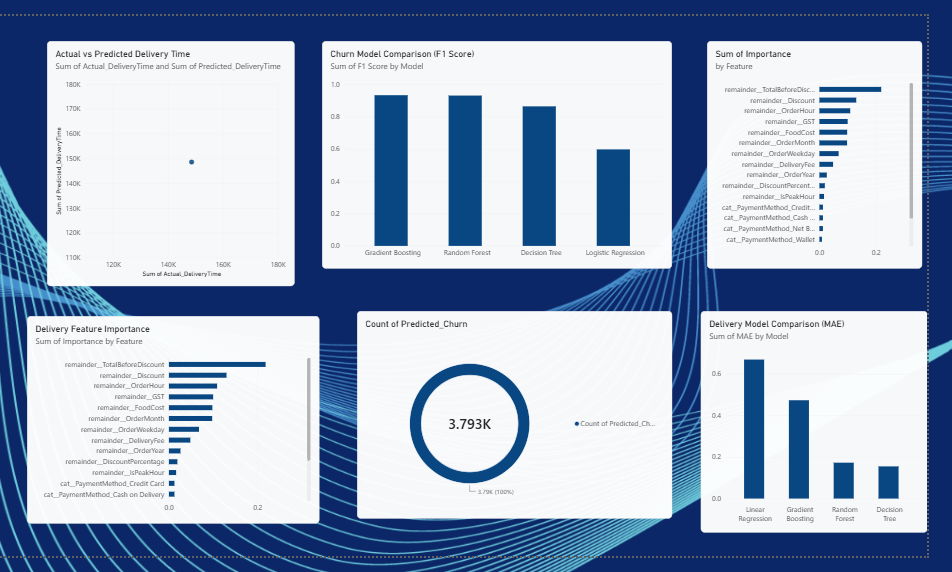 Actual vs Predicted Delivery Time
Sum of Actual_DeliveryTime and Sum of Predicted_DeliveryTime
Sum of Predicted_DeliveryTime
180K
170K
160K
150K
140K
130K
120K
110K
120K 140K 160K 180K
Sum of Actual_DeliveryTime
Churn Model Comparison (F1 Score)
Sum of F1 Score by Model
1.0
0.8
0.6
0.4
0.2
0.0
Gradient Boosting Random Forest Decision Tree Logistic Regression
Sum of Importance
by Feature
remainder__TotalBeforeDisc...
remainder__Discount
remainder__OrderHour
remainder__GST
remainder__FoodCost
remainder__OrderMonth
remainder__OrderWeekday
remainder__DeliveryFee
remainder__OrderYear
remainder__DiscountPercent...
remainder__IsPeakHour
cat__PaymentMethod_Credit...
cat__PaymentMethod_Cash ...
cat__PaymentMethod_Net B...
cat__PaymentMethod_Wallet
0.0 0.2
Delivery Feature Importance
Sum of Importance by Feature
remainder__TotalBeforeDiscount
remainder__Discount
remainder__OrderHour
remainder__GST
remainder__FoodCost
remainder__OrderMonth
remainder__OrderWeekday
remainder__DeliveryFee
remainder__OrderYear
remainder__DiscountPercentage
remainder__IsPeakHour
cat__PaymentMethod_Credit Card
cat__PaymentMethod_Cash on Delivery
0.0 0.2
Count of Predicted_Churn
3.793K
Count of Predicted_Ch...
3.79K (100%)
Delivery Model Comparison (MAE)
Sum of MAE by Model
0.6
0.4
0.2
0.0
Linear Gradient Random Decision
Regression Boosting Forest Tree